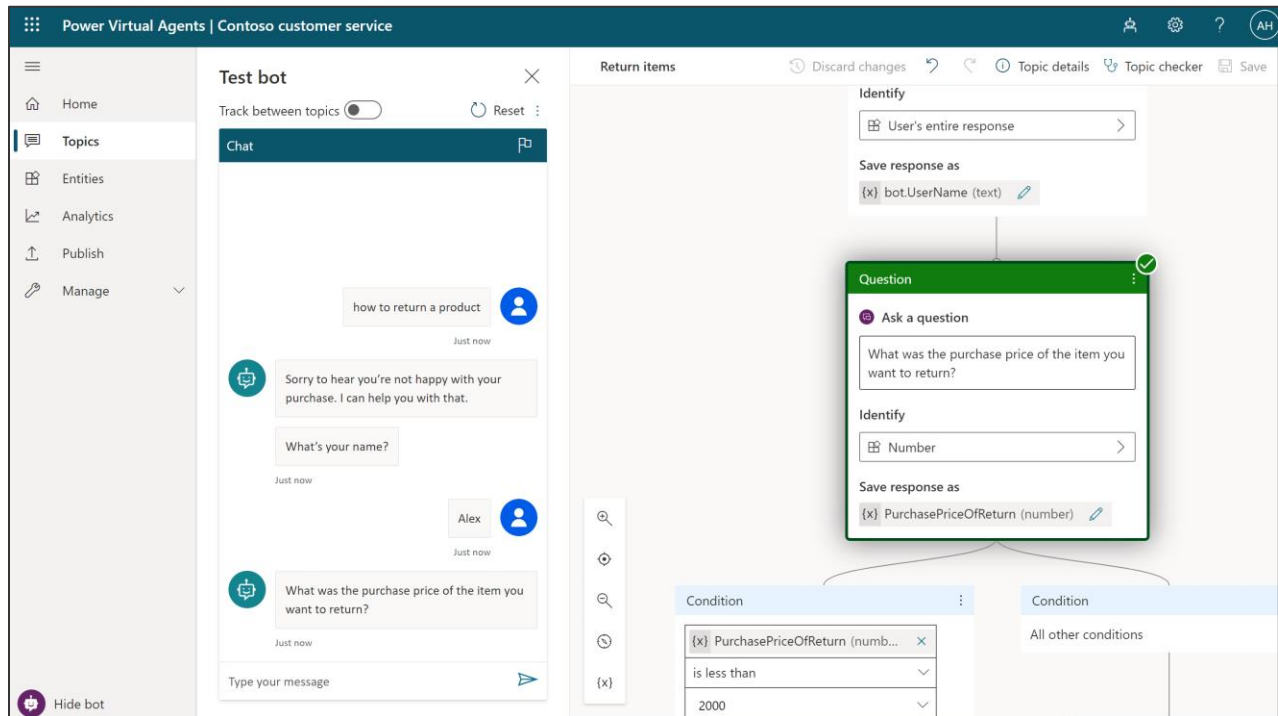 Power Virtual Agents | Contoso customer service
?
AH
Home
Topics
Entities
Analytics
Publish
Manage
Hide bot
Test bot
Track between topics
Reset
Chat
how to return a product
Just now
Sorry to hear you're not happy with your
purchase. I can help you with that.
What's your name?
Just now
Alex
Just now
What was the purchase price of the item you
want to return?
Just now
Type your message
Return items
Discard changes
Topic details
Topic checker
Save
Identify
User's entire response
Save response as
{x} bot.UserName (text)
Question
Ask a question
What was the purchase price of the item you
want to return?
Identify
Number
Save response as
{x} PurchasePriceOfReturn (number)
{x}
Condition
{x} PurchasePriceOfReturn (numb...
is less than
2000
Condition
All other conditions